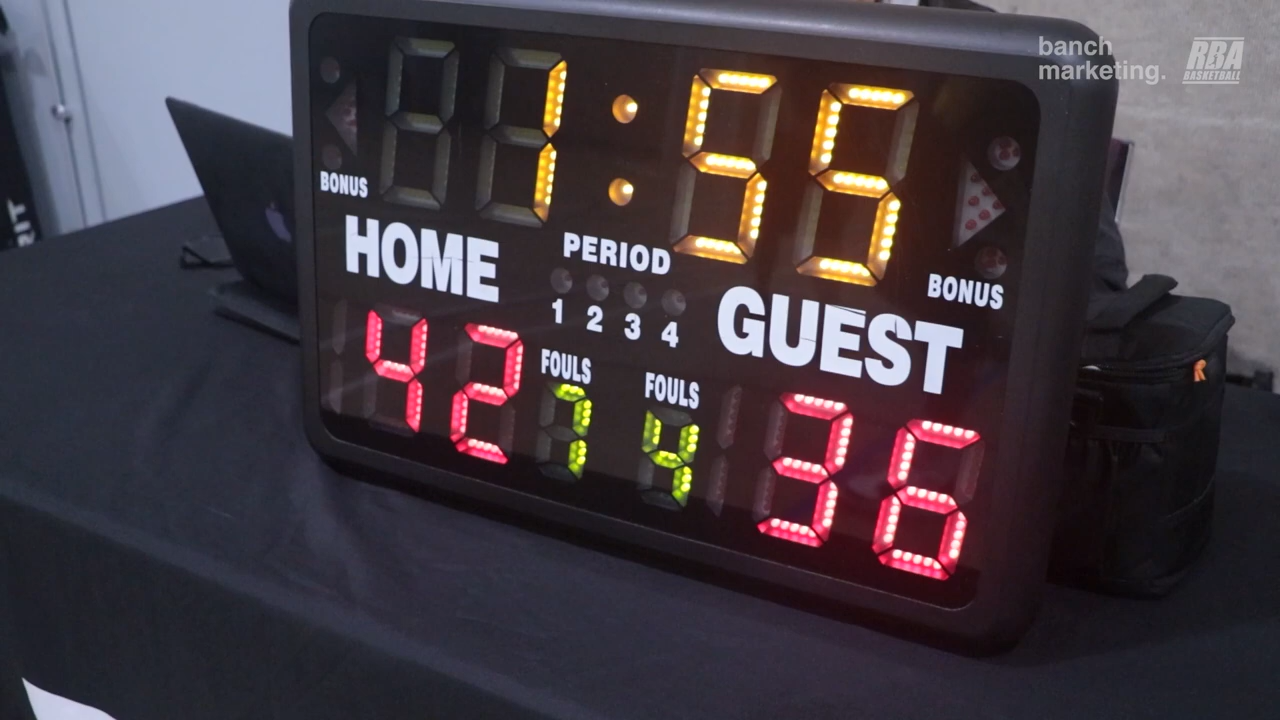 banch
marketing.
RBA
BASKETBALL
1:55
BONUS
BONUS
HOME
PERIOD
GUEST
1 2 3 4
FOULS
FOULS
42
7
4
36